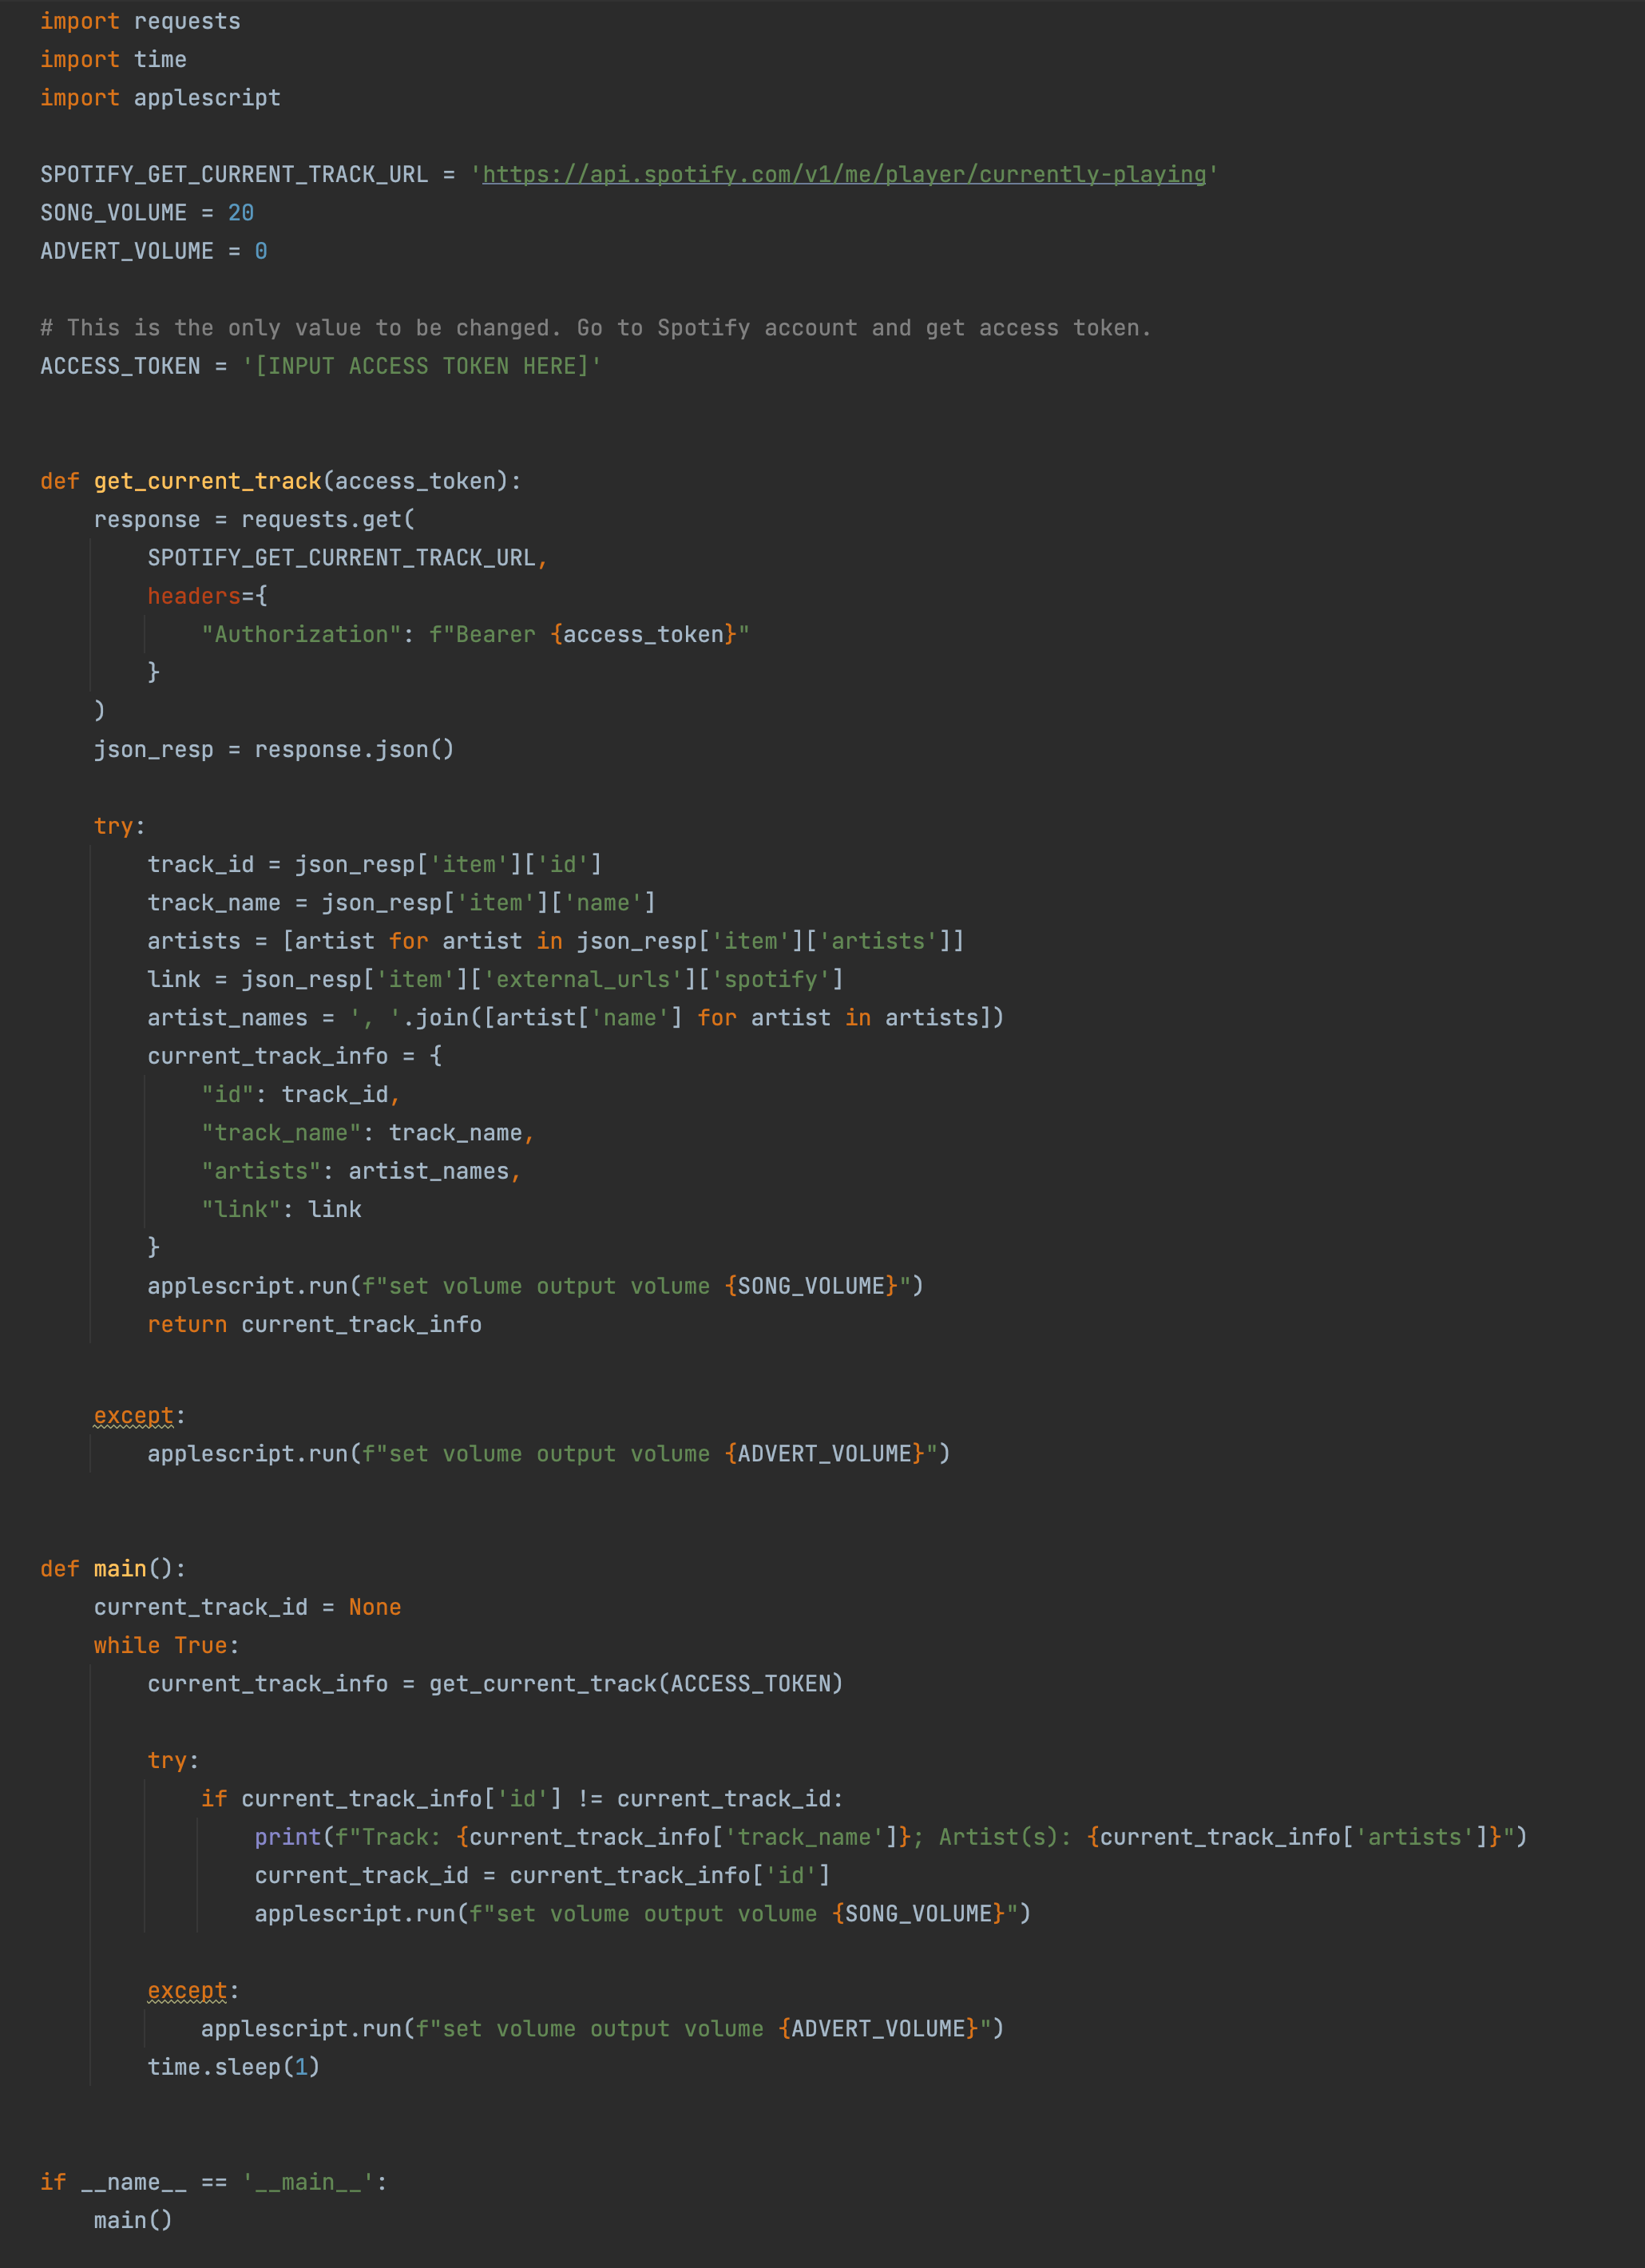 import requests
import time
import applescript

SPOTIFY_GET_CURRENT_TRACK_URL = 'https://api.spotify.com/v1/me/player/currently-playing'
SONG_VOLUME = 20
ADVERT_VOLUME = 0

# This is the only value to be changed. Go to Spotify account and get access token.
ACCESS_TOKEN = '[INPUT ACCESS TOKEN HERE]'


def get_current_track(access_token):
    response = requests.get(
        SPOTIFY_GET_CURRENT_TRACK_URL,
        headers={
            "Authorization": f"Bearer {access_token}"
        }
    )
    json_resp = response.json()

    try:
        track_id = json_resp['item']['id']
        track_name = json_resp['item']['name']
        artists = [artist for artist in json_resp['item']['artists']]
        link = json_resp['item']['external_urls']['spotify']
        artist_names = ', '.join([artist['name'] for artist in artists])
        current_track_info = {
            "id": track_id,
            "track_name": track_name,
            "artists": artist_names,
            "link": link
        }
        applescript.run(f"set volume output volume {SONG_VOLUME}")
        return current_track_info

    except:
        applescript.run(f"set volume output volume {ADVERT_VOLUME}")


def main():
    current_track_id = None
    while True:
        current_track_info = get_current_track(ACCESS_TOKEN)

        try:
            if current_track_info['id'] != current_track_id:
                print(f"Track: {current_track_info['track_name']}; Artist(s): {current_track_info['artists']}")
                current_track_id = current_track_info['id']
                applescript.run(f"set volume output volume {SONG_VOLUME}")

        except:
            applescript.run(f"set volume output volume {ADVERT_VOLUME}")
        time.sleep(1)


if __name__ == '__main__':
    main()